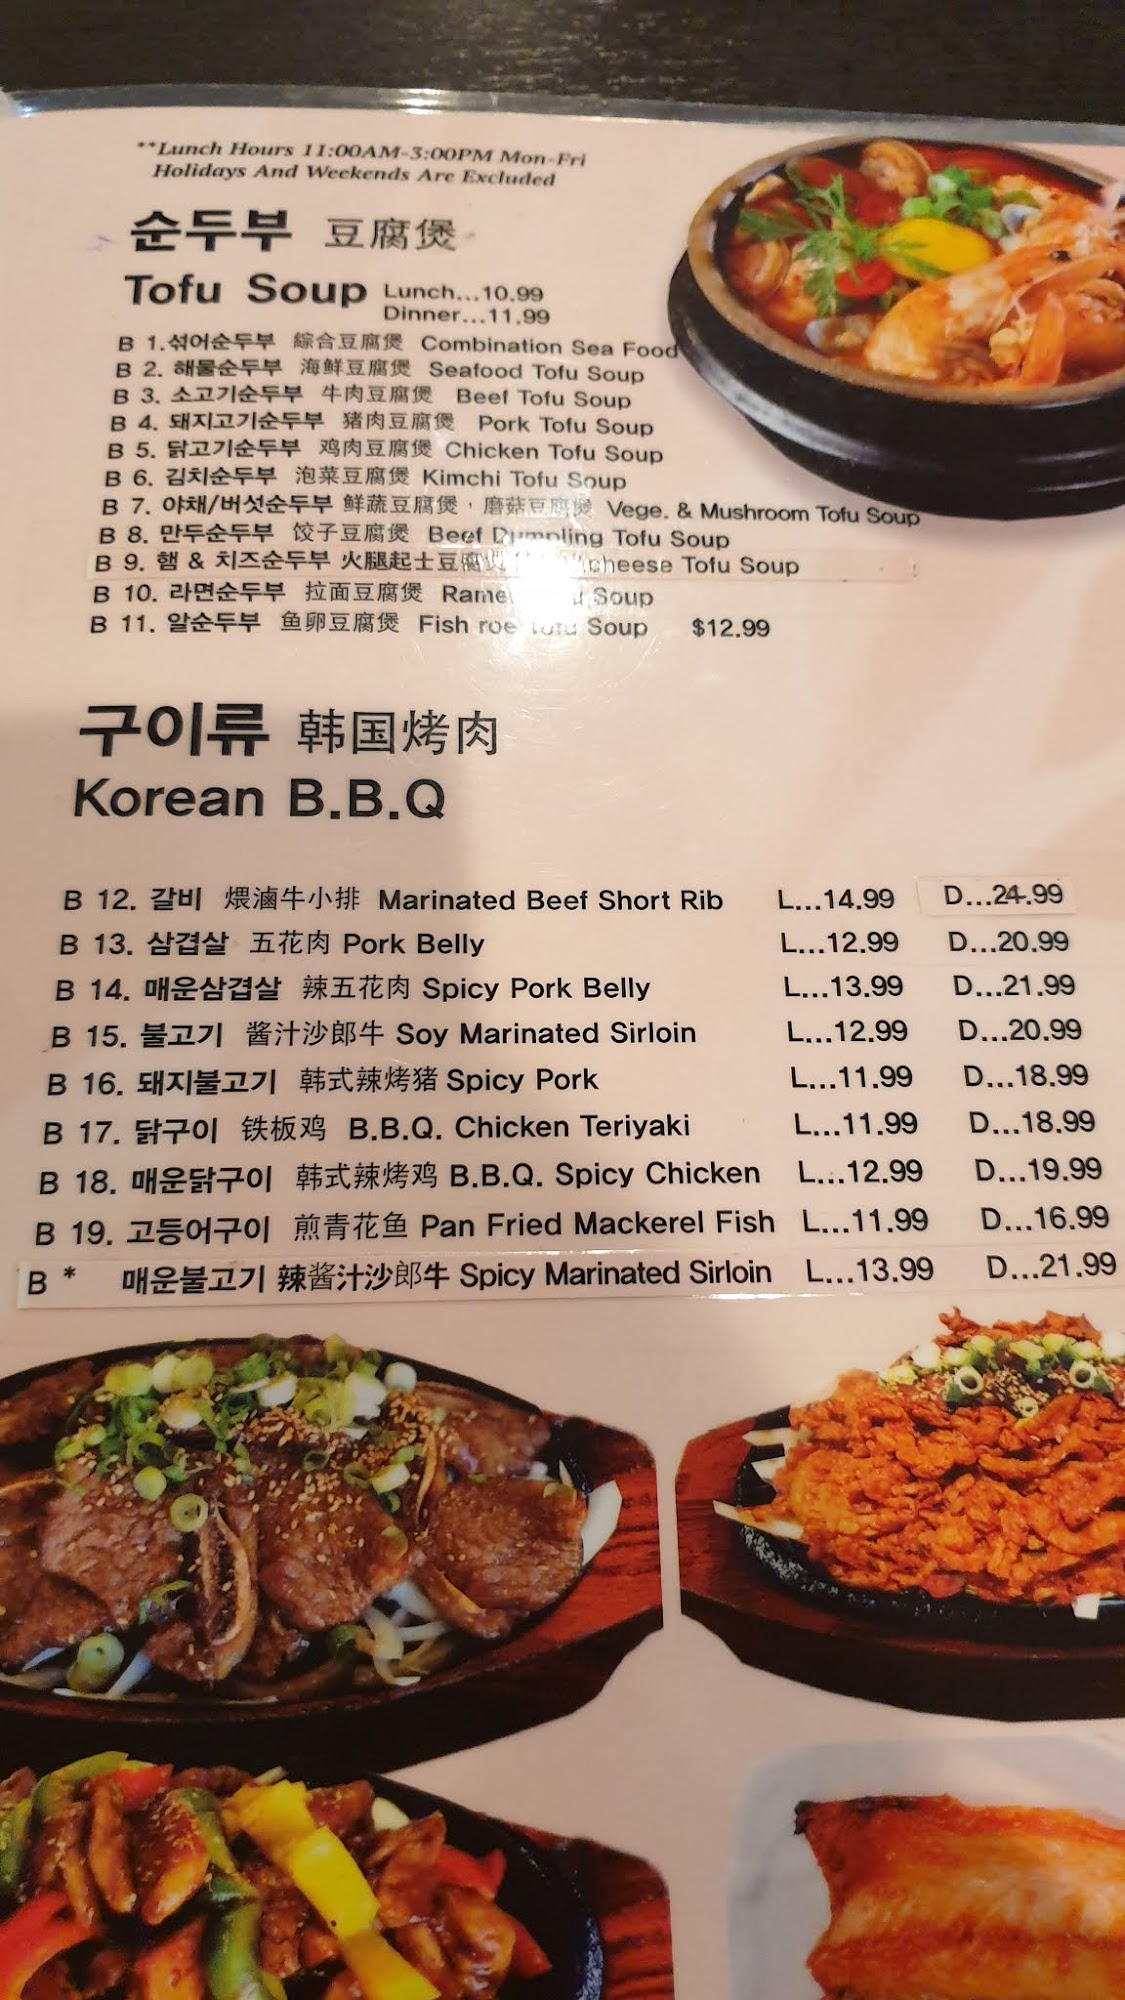 **Lunch Hours 11:00AM-3:00PM Mon-Fri
Holidays And Weekends Are Excluded
순두부 豆腐煲
Tofu Soup Lunch...10.99
Dinner...11.99
B 1.섞어순두부 綜合豆腐煲 Combination Sea Food
B 2. 해물순두부 海鲜豆腐煲 Seafood Tofu Soup
B 3. 소고기순두부 牛肉豆腐煲 Beef Tofu Soup
B 4. 돼지고기순두부 猪肉豆腐煲 Pork Tofu Soup
B 5. 닭고기순두부 鸡肉豆腐煲 Chicken Tofu Soup
B 6. 김치순두부 泡菜豆腐煲 Kimchi Tofu Soup
B 7. 야채/버섯순두부 鲜蔬豆腐煲，磨菇豆腐煲 Vege. & Mushroom Tofu Soup
B 8. 만두순두부 饺子豆腐煲 Beef Dumpling Tofu Soup
B 9. 햄 & 치즈순두부 火腿起士豆腐煲 cheese Tofu Soup
B 10. 라면순두부 拉面豆腐煲 Ramen Tofu Soup
B 11. 알순두부 鱼卵豆腐煲 Fish roe Tofu Soup $12.99
구이류 韩国烤肉
Korean B.B.Q
B 12. 갈비 煨滷牛小排 Marinated Beef Short Rib L...14.99 D...24.99
B 13. 삼겹살 五花肉 Pork Belly L...12.99 D...20.99
B 14. 매운삼겹살 辣五花肉 Spicy Pork Belly L...13.99 D...21.99
B 15. 불고기 酱汁沙郎牛 Soy Marinated Sirloin L...12.99 D...20.99
B 16. 돼지불고기 韩式辣烤猪 Spicy Pork L...11.99 D...18.99
B 17. 닭구이 铁板鸡 B.B.Q. Chicken Teriyaki L...11.99 D...18.99
B 18. 매운닭구이 韩式辣烤鸡 B.B.Q. Spicy Chicken L...12.99 D...19.99
B 19. 고등어구이 煎青花鱼 Pan Fried Mackerel Fish L...11.99 D...16.99
B * 매운불고기 辣酱汁沙郎牛 Spicy Marinated Sirloin L...13.99 D...21.99